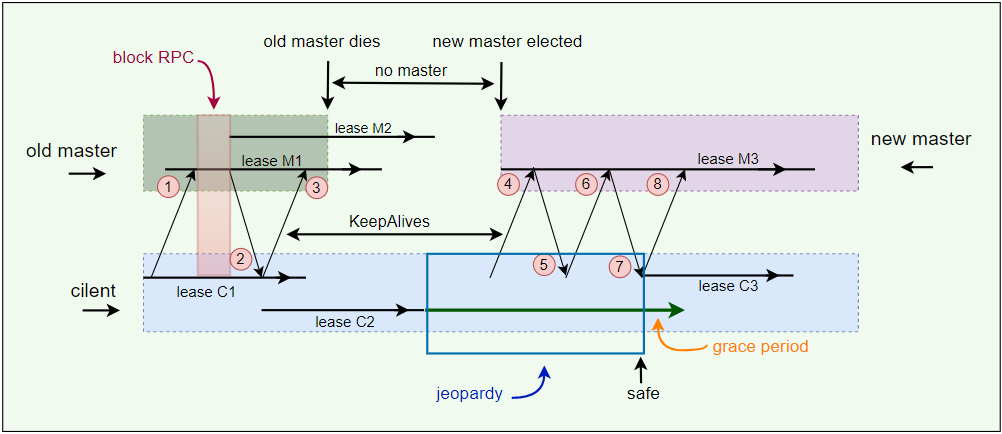 old master dies
new master elected
block RPC
no master
lease M2
old master
lease M1
lease M3
new master
1
3
4
6
8
KeepAlives
2
5
7
cilent
lease C1
lease C3
lease C2
grace period
jeopardy
safe